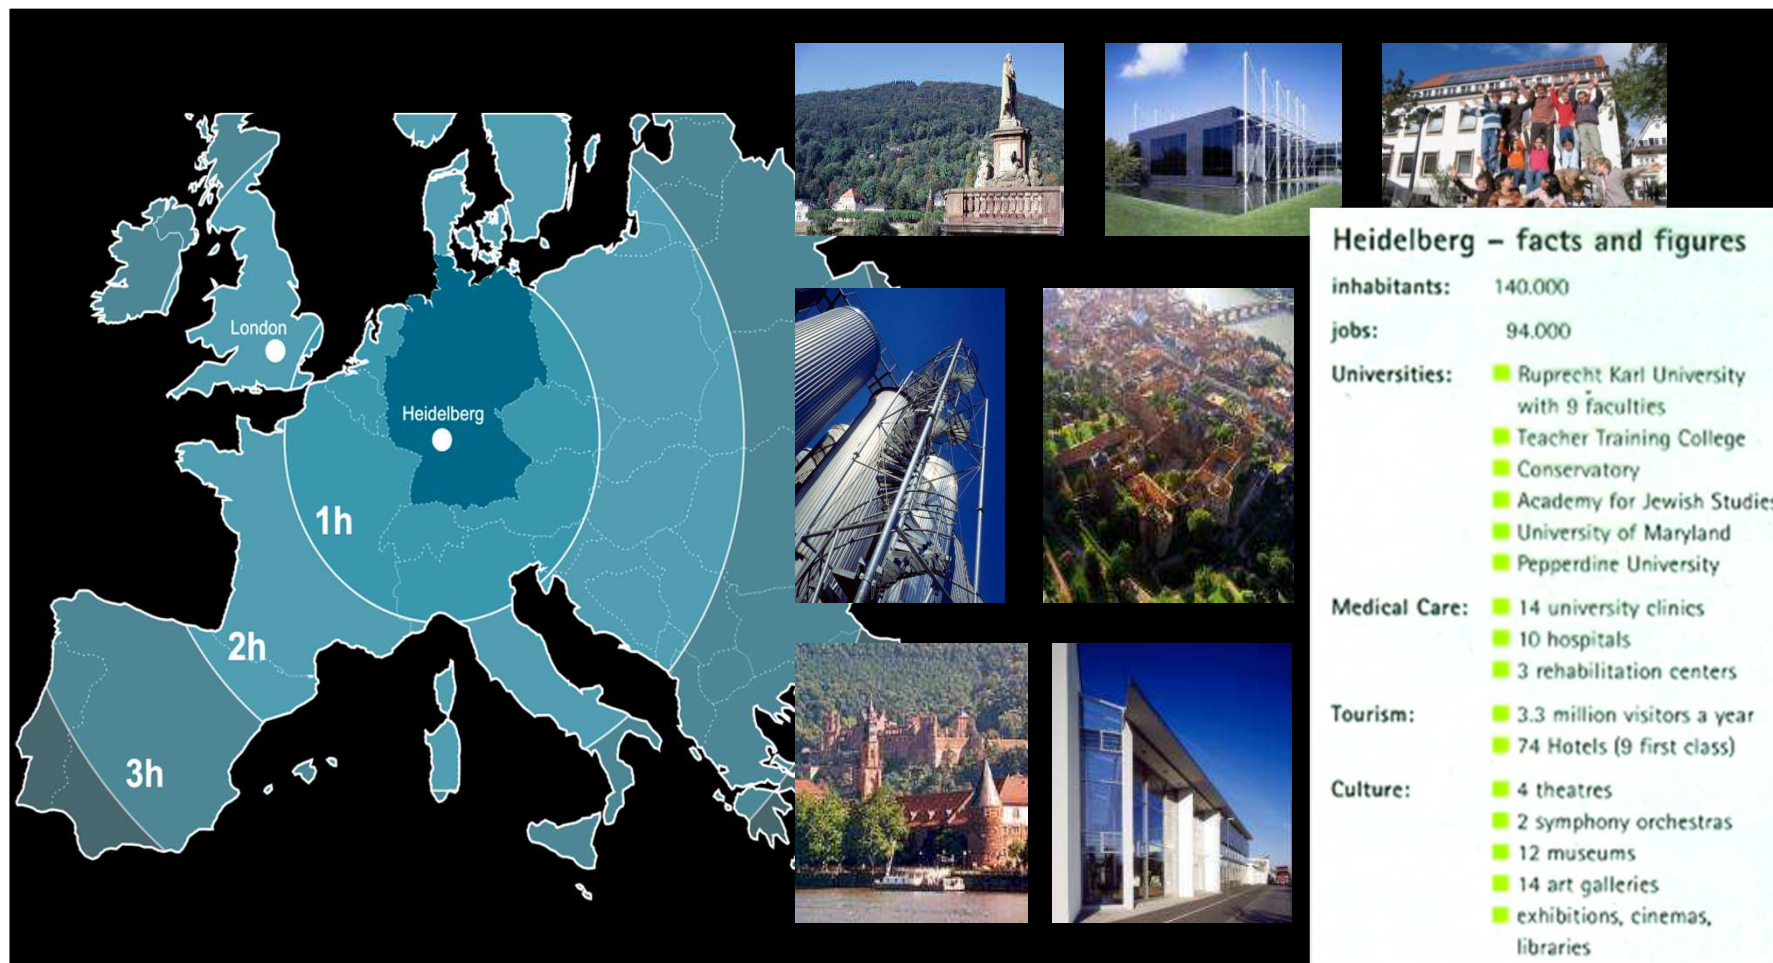 London
Heidelberg
1h
2h
3h
Heidelberg – facts and figures
inhabitants: 140.000
jobs: 94.000
Universities: Ruprecht Karl University
with 9 faculties
Teacher Training College
Conservatory
Academy for Jewish Studies
University of Maryland
Pepperdine University
Medical Care: 14 university clinics
10 hospitals
3 rehabilitation centers
Tourism: 3.3 million visitors a year
74 Hotels (9 first class)
Culture: 4 theatres
2 symphony orchestras
12 museums
14 art galleries
exhibitions, cinemas,
libraries